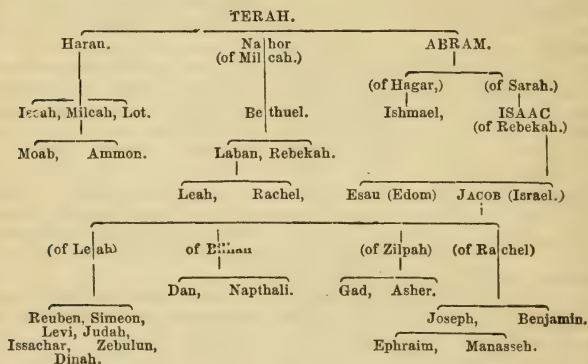 TERAH.
Haran. Nahor ABRAM.
(of Milcah.)
(of Hagar,) (of Sarah.)
Iscah, Milcah, Lot. Bethuel. Ishmael, ISAAC
(of Rebekah.)
Moab, Ammon. Laban, Rebekah.
Leah, Rachel, Esau (Edom) JACOB (Israel.)
(of Leah) of Bilhah (of Zilpah) (of Rachel)
Dan, Napthali. Gad, Asher.
Reuben, Simeon, Joseph, Benjamin.
Levi, Judah,
Issachar, Zebulun, Ephraim, Manasseh.
Dinah.